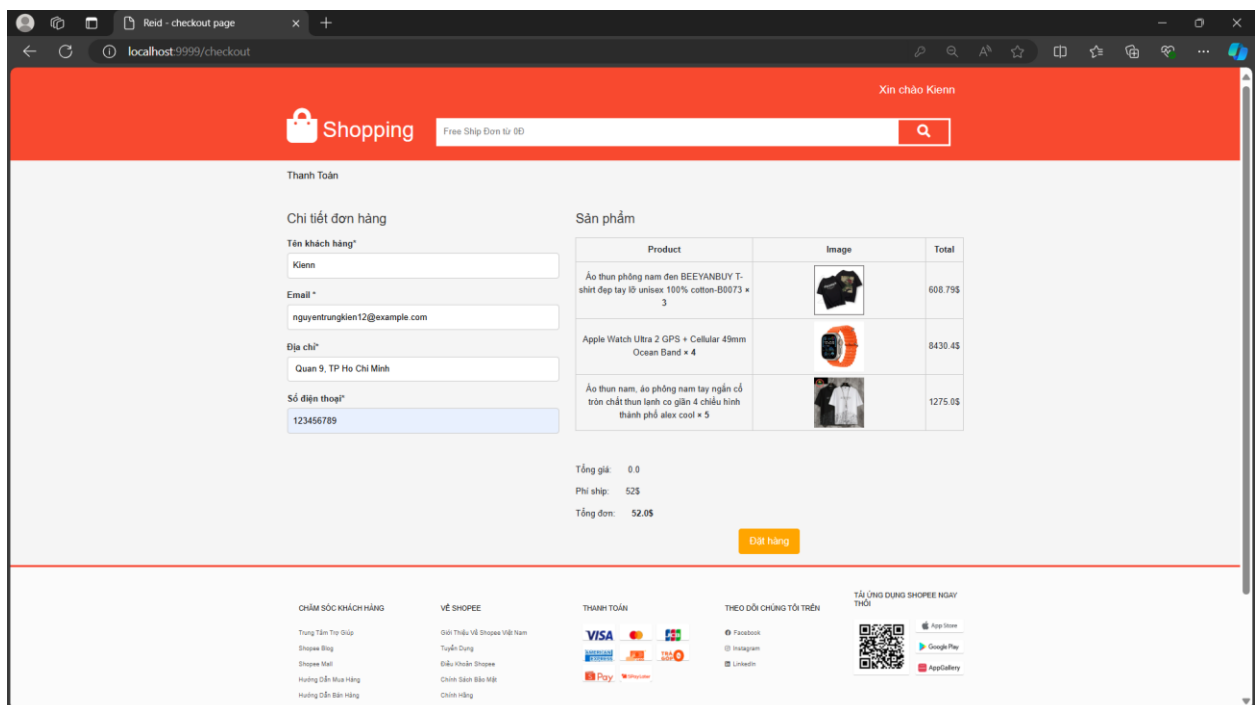 Reid - checkout page
localhost:9999/checkout
Xin chào Kienn
Shopping
Free Ship Đơn từ 0Đ
Thanh Toán
Chi tiết đơn hàng
Tên khách hàng*
Kienn
Email *
nguyentrungkien12@example.com
Địa chỉ*
Quan 9, TP Ho Chi Minh
Số điện thoại*
123456789
Sản phẩm
Product Image Total
Áo thun phông nam đen BEEYANBUY T-
shirt đẹp tay lỡ unisex 100% cotton-B0073 ×
3
608.79$
Apple Watch Ultra 2 GPS + Cellular 49mm
Ocean Band × 4
8430.4$
Áo thun nam, áo phông nam tay ngắn cổ
tròn chất thun lạnh co giãn 4 chiều hình
thành phố alex cool × 5
1275.0$
Tổng giá: 0.0
Phí ship: 52$
Tổng đơn: 52.0$
Đặt hàng
CHĂM SÓC KHÁCH HÀNG
Trung Tâm Trợ Giúp
Shopee Blog
Shopee Mall
Hướng Dẫn Mua Hàng
Hướng Dẫn Bán Hàng
VỀ SHOPEE
Giới Thiệu Về Shopee Việt Nam
Tuyển Dụng
Điều Khoản Shopee
Chính Sách Bảo Mật
Chính Hãng
THANH TOÁN
VISA
JCB
AMERICAN EXPRESS
TRẢ GÓP
Pay
SPayLater
THEO DÕI CHÚNG TÔI TRÊN
Facebook
Instagram
LinkedIn
TẢI ỨNG DỤNG SHOPEE NGAY
THÔI
App Store
Google Play
AppGallery